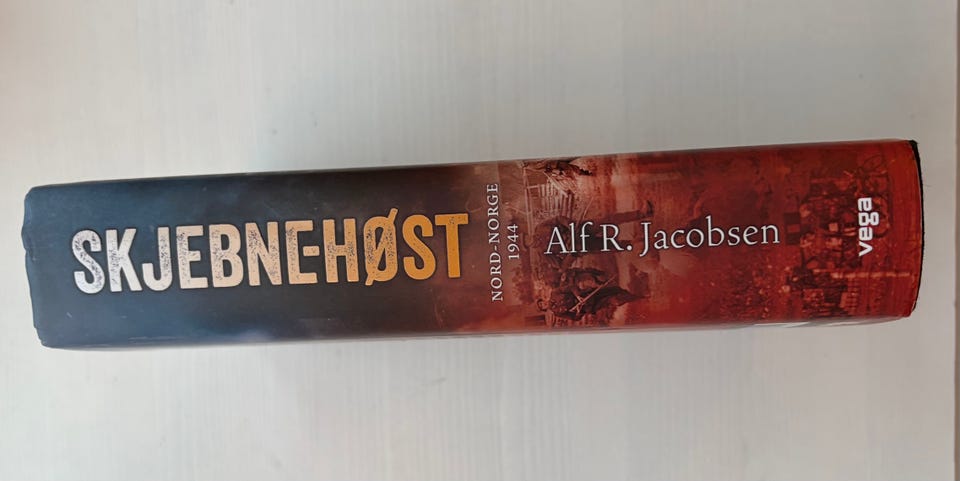 SKJEBNEHØST
NORD-NORGE
1944
Alf R. Jacobsen
vega